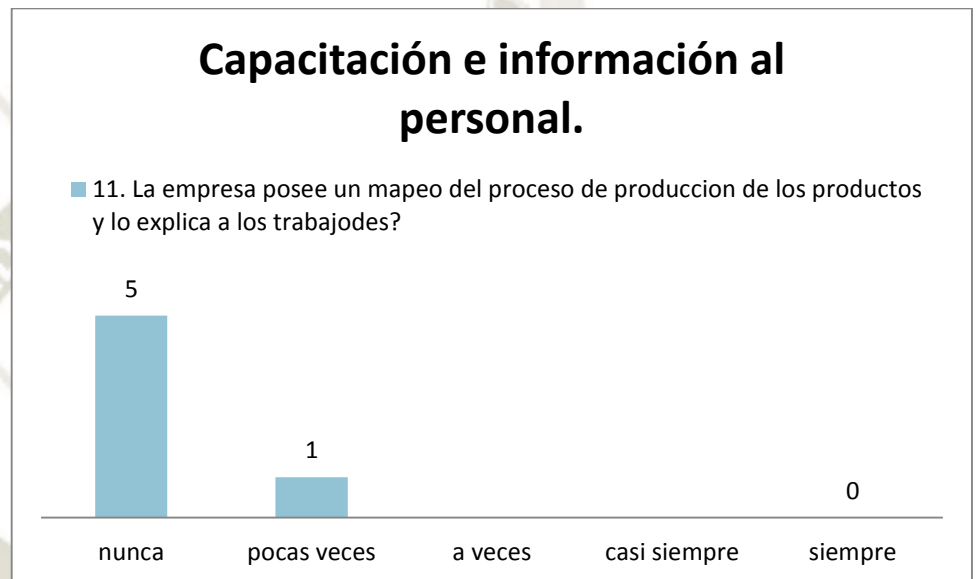 Capacitación e información al
personal.
11. La empresa posee un mapeo del proceso de produccion de los productos
y lo explica a los trabajodes?
5
1
0
nunca pocas veces a veces casi siempre siempre